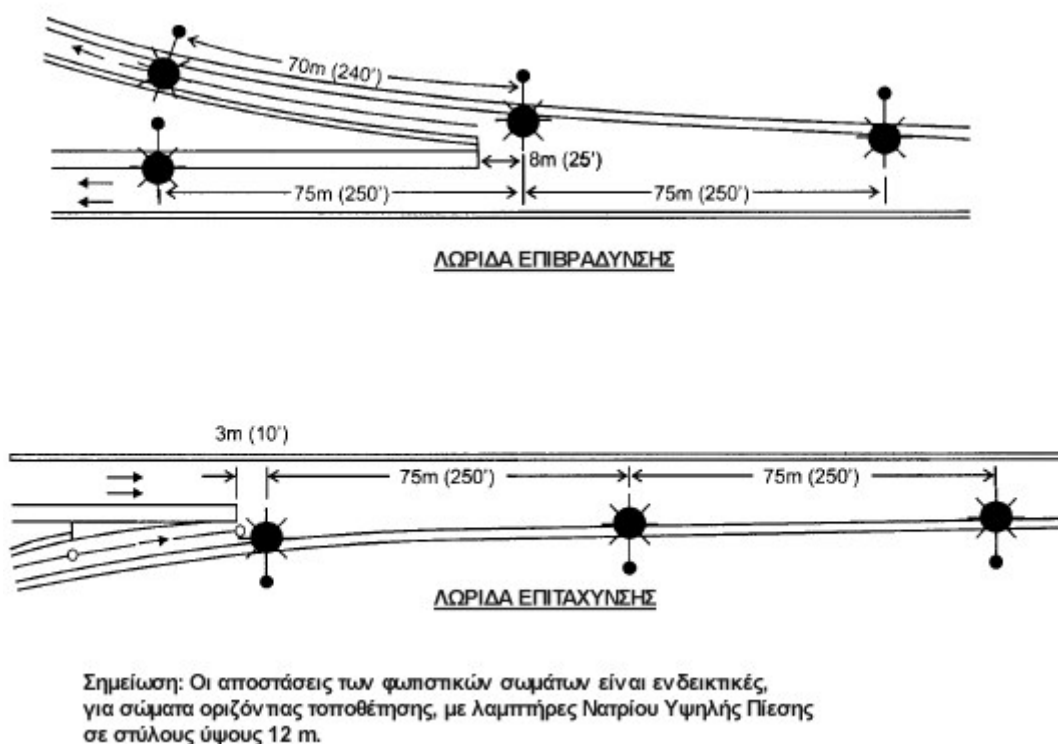 70m (240')
8m (25')
75m (250') 75m (250')
ΛΩΡΙΔΑ ΕΠΙΒΡΑΔΥΝΣΗΣ
3m (10')
75m (250') 75m (250')
ΛΩΡΙΔΑ ΕΠΙΤΑΧΥΝΣΗΣ
Σημείωση: Οι αποστάσεις των φωτιστικών σωμάτων είναι ενδεικτικές,
για σώματα οριζόντιας τοποθέτησης, με λαμπτήρες Νατρίου Υψηλής Πίεσης
σε στύλους ύψους 12 m.